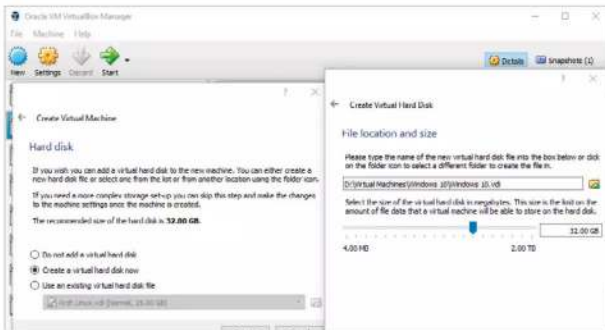 Oracle VM VirtualBox Manager
File Machine Help
New Settings Discard Start
Details Snapshots (1)
Create Virtual Machine
Hard disk
If you wish you can add a virtual hard disk to the new machine. You can either create a
new hard disk file or select one from the list or from another location using the folder icon.
If you need a more complex storage set-up you can skip this step and make the changes
to the machine settings once the machine is created.
The recommended size of the hard disk is 32.00 GB.
Do not add a virtual hard disk
Create a virtual hard disk now
Use an existing virtual hard disk file
Arch Linux.vdi (Normal, GB)
Create Virtual Hard Disk
File location and size
Please type the name of the new virtual hard disk file into the box below or click
on the folder icon to select a different folder to create the file in.
D:\Virtual Machines\Windows 10\Windows 10.vdi
Select the size of the virtual hard disk in megabytes. This size is the limit on the
amount of file data that a virtual machine will be able to store on the hard disk.
32.00 GB
4.00 MB 2.00 TB